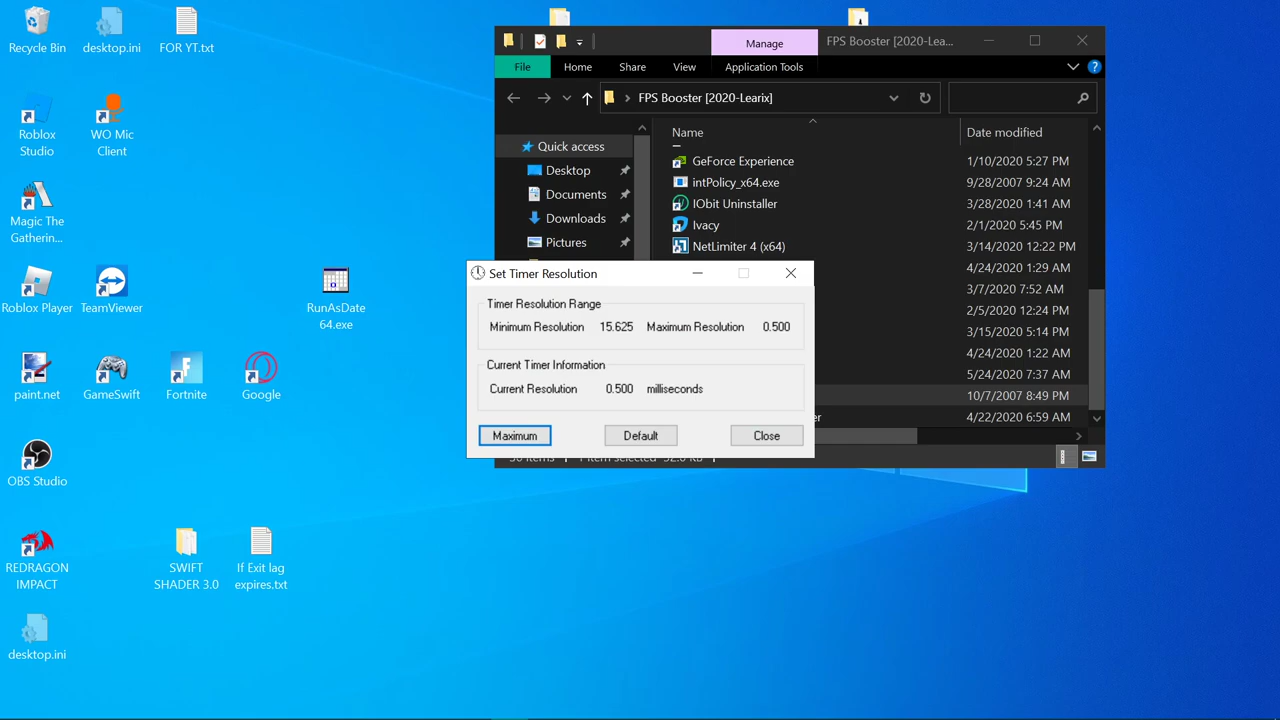 Recycle Bin
desktop.ini
FOR YT.txt
Roblox
Studio
WO Mic
Client
Magic The
Gatherin...
Roblox Player
TeamViewer
RunAsDate
64.exe
paint.net
GameSwift
Fortnite
Google
OBS Studio
REDRAGON
IMPACT
SWIFT
SHADER 3.0
If Exit lag
expires.txt
desktop.ini
Manage
FPS Booster [2020-Lea...
File
Home
Share
View
Application Tools
FPS Booster [2020-Learix]
Quick access
Desktop
Documents
Downloads
Pictures
Name
Date modified
GeForce Experience
1/10/2020 5:27 PM
intPolicy_x64.exe
9/28/2007 9:24 AM
IObit Uninstaller
3/28/2020 1:41 AM
Ivacy
2/1/2020 5:45 PM
NetLimiter 4 (x64)
3/14/2020 12:22 PM
4/24/2020 1:29 AM
3/7/2020 7:52 AM
2/5/2020 12:24 PM
3/15/2020 5:14 PM
4/24/2020 1:22 AM
5/24/2020 7:37 AM
10/7/2007 8:49 PM
4/22/2020 6:59 AM
Set Timer Resolution
Timer Resolution Range
Minimum Resolution 15.625 Maximum Resolution 0.500
Current Timer Information
Current Resolution 0.500 milliseconds
Maximum
Default
Close